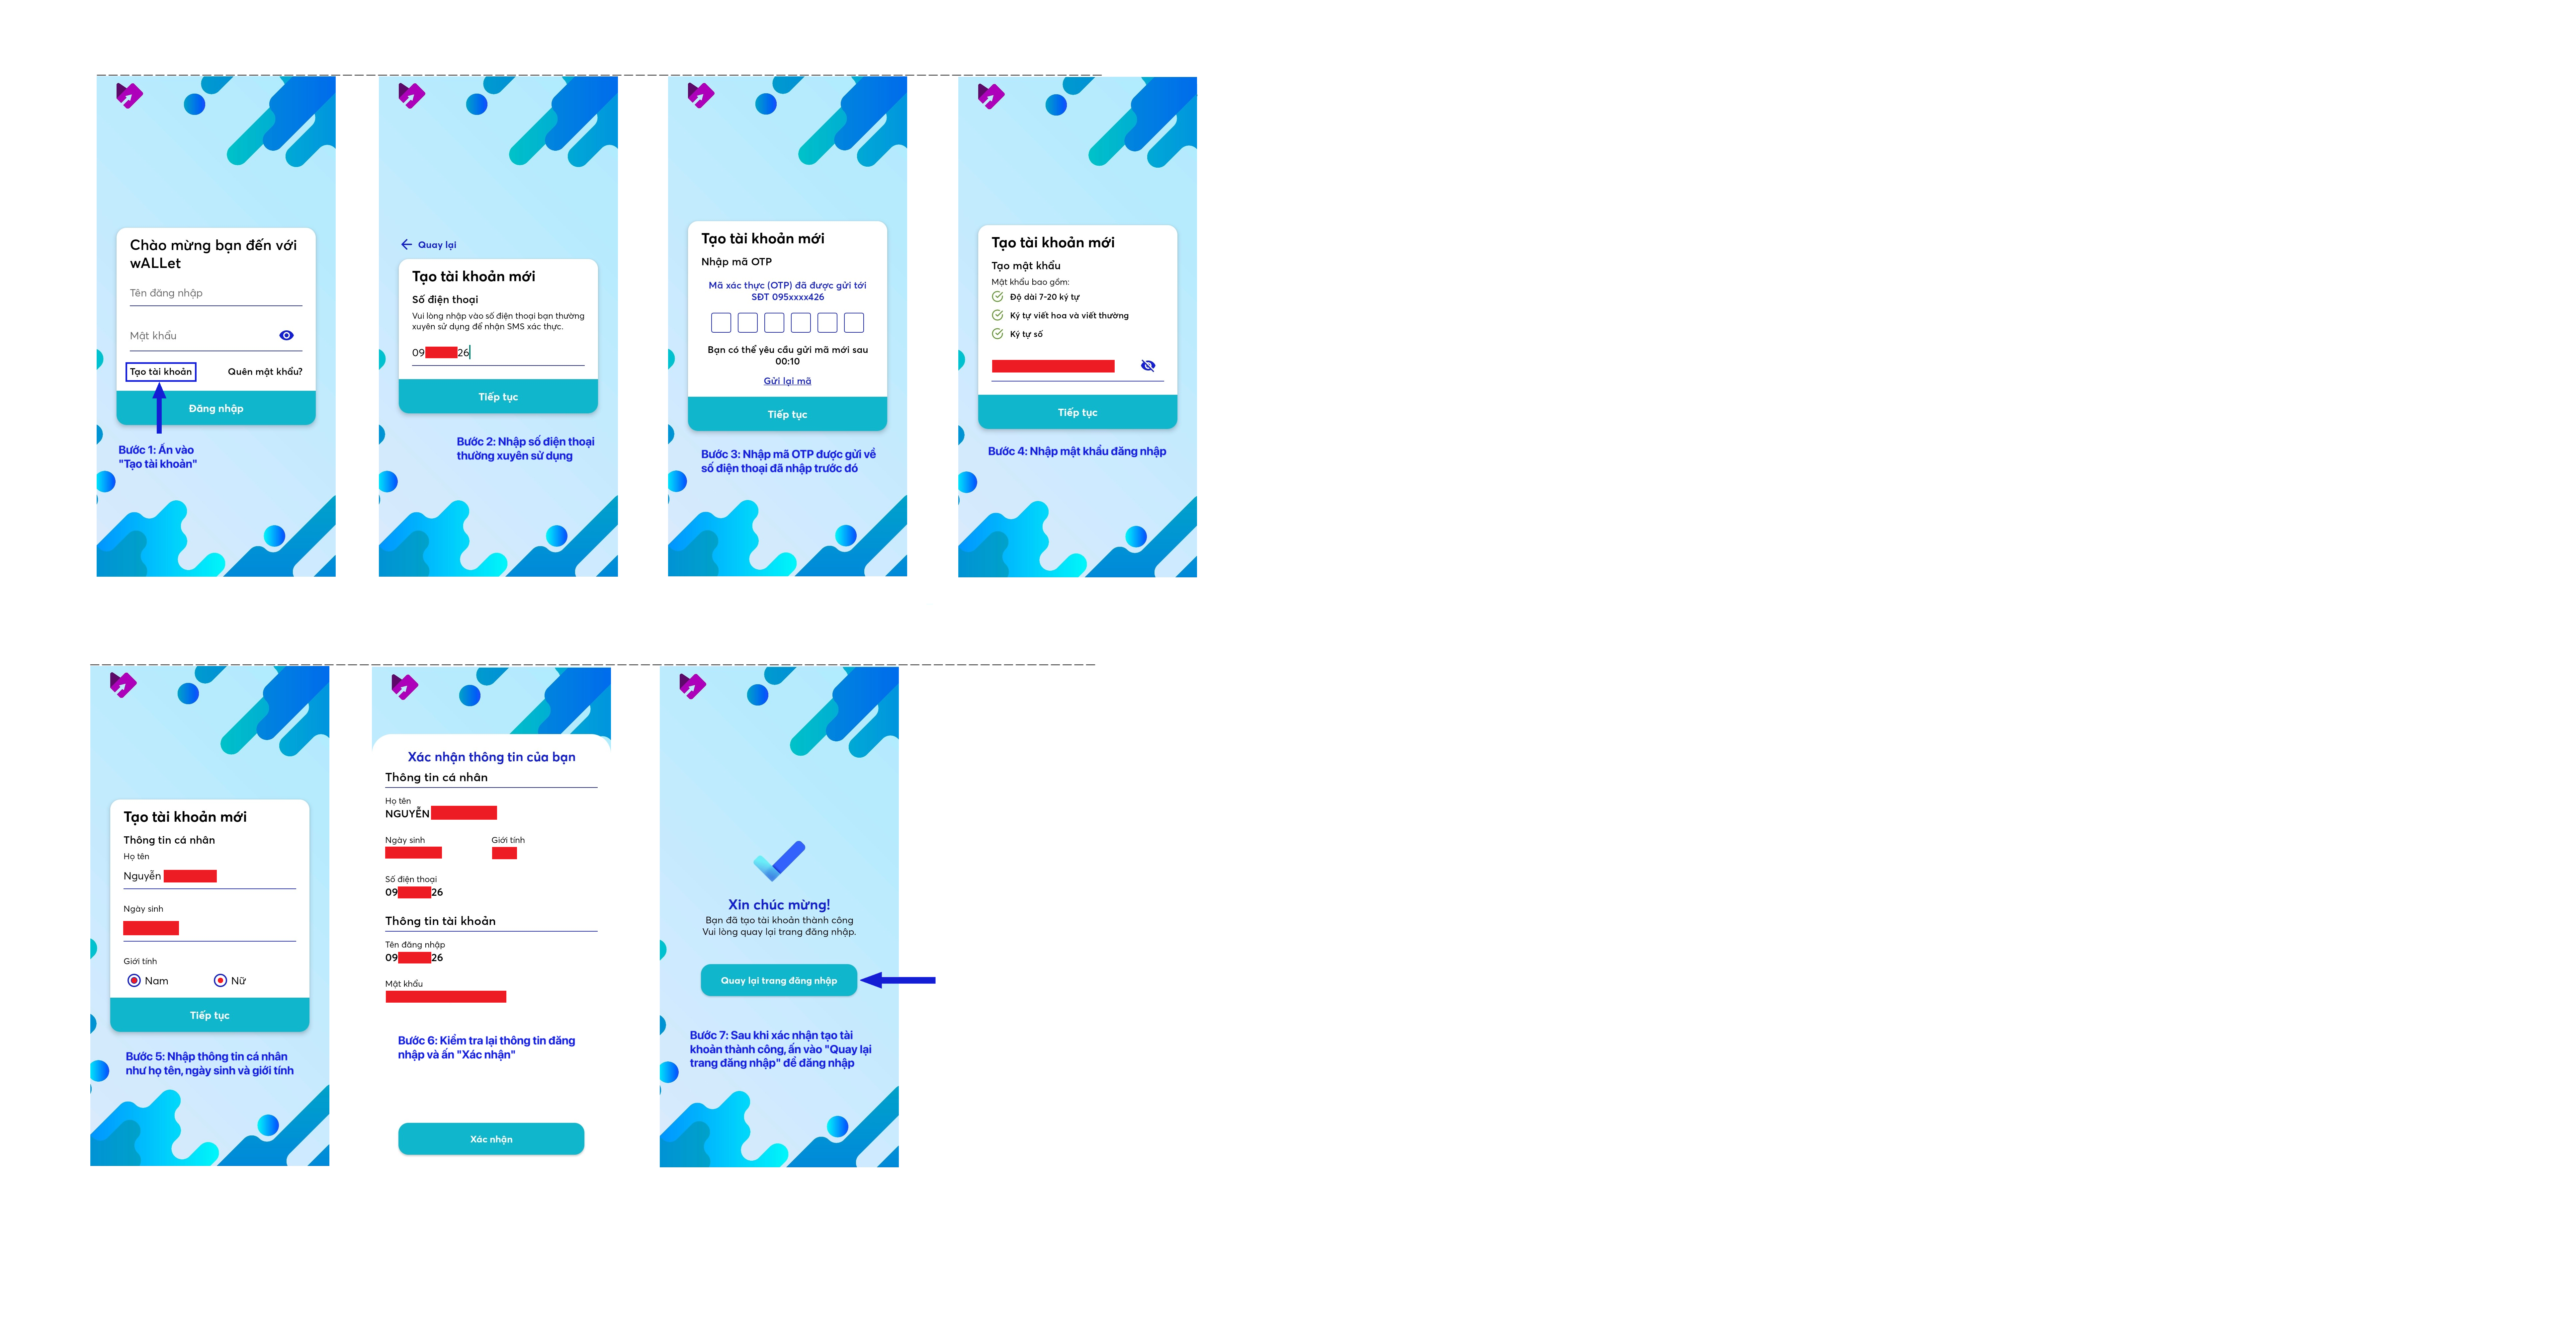 Chào mừng bạn đến với
wALLet
Tên đăng nhập
Mật khẩu
Tạo tài khoản
Quên mật khẩu?
Đăng nhập
Bước 1: Ấn vào
"Tạo tài khoản"
Quay lại
Tạo tài khoản mới
Số điện thoại
Vui lòng nhập vào số điện thoại bạn thường
xuyên sử dụng để nhận SMS xác thực.
09 26
Tiếp tục
Bước 2: Nhập số điện thoại
thường xuyên sử dụng
Tạo tài khoản mới
Nhập mã OTP
Mã xác thực (OTP) đã được gửi tới
SĐT 095xxxx426
Bạn có thể yêu cầu gửi mã mới sau
00:10
Gửi lại mã
Tiếp tục
Bước 3: Nhập mã OTP được gửi về
số điện thoại đã nhập trước đó
Tạo tài khoản mới
Tạo mật khẩu
Mật khẩu bao gồm:
Độ dài 7-20 ký tự
Ký tự viết hoa và viết thường
Ký tự số
Tiếp tục
Bước 4: Nhập mật khẩu đăng nhập
Tạo tài khoản mới
Thông tin cá nhân
Họ tên
Nguyễn
Ngày sinh
Giới tính
Nam
Nữ
Tiếp tục
Bước 5: Nhập thông tin cá nhân
như họ tên, ngày sinh và giới tính
Xác nhận thông tin của bạn
Thông tin cá nhân
Họ tên
NGUYỄN
Ngày sinh
Giới tính
Số điện thoại
09 26
Thông tin tài khoản
Tên đăng nhập
09 26
Mật khẩu
Bước 6: Kiểm tra lại thông tin đăng
nhập và ấn "Xác nhận"
Xác nhận
Xin chúc mừng!
Bạn đã tạo tài khoản thành công
Vui lòng quay lại trang đăng nhập.
Quay lại trang đăng nhập
Bước 7: Sau khi xác nhận tạo tài
khoản thành công, ấn vào "Quay lại
trang đăng nhập" để đăng nhập